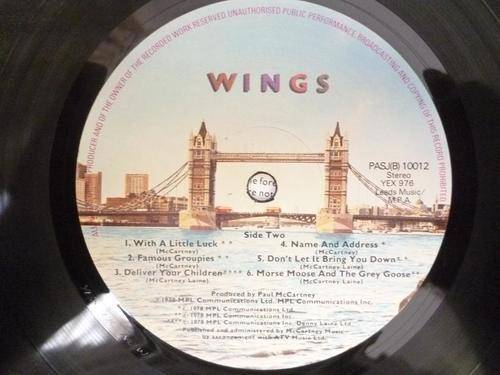 PRODUCER AND OF THE OWNER OF THE RECORDED WORK RESERVED UNAUTHORISED PUBLIC PERFORMANCE, BROADCASTING AND COPYING OF THIS RECORD PROHIBITED
WINGS
PASJ(B) 10012
Stereo
YEX 976
Leeds Music/
M.P.A.
Side Two
1. With A Little Luck**
(McCartney)
2. Famous Groupies**
(McCartney)
3. Deliver Your Children****
(McCartney Laine)
4. Name And Address*
(McCartney)
5. Don't Let It Bring You Down
(McCartney Laine)
6. Morse Moose And The Grey Goose
(McCartney Laine)
Produced by Paul McCartney
℗ 1978 MPL Communications Ltd. MPL Communications Inc.
1978 MPL Communications Ltd.
1978 MPL Communications Inc.
1978 MPL Communications Inc. Denny Laine Ltd.
Published and administered by McCartney Music
by arrangement with ATV Music Ltd.